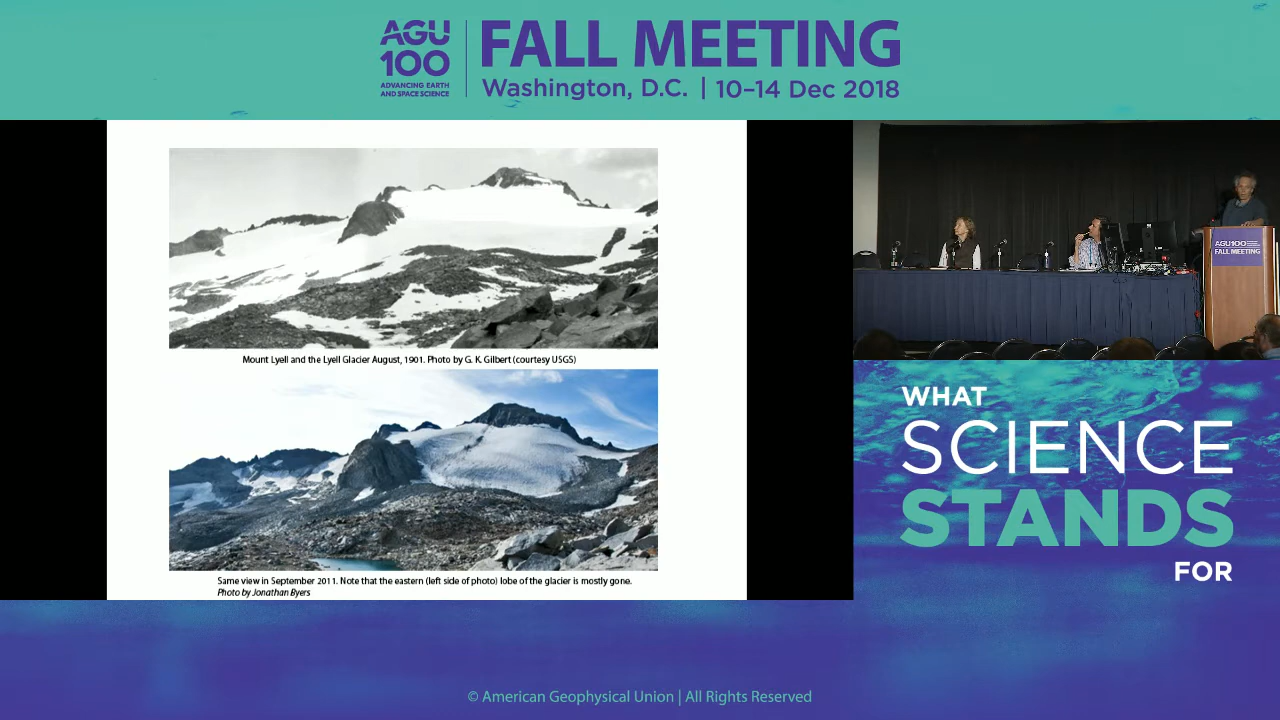 AGU
100
ADVANCING EARTH
AND SPACE SCIENCE
FALL MEETING
Washington, D.C. | 10–14 Dec 2018
Mount Lyell and the Lyell Glacier August, 1901. Photo by G. K. Gilbert (courtesy USGS)
Same view in September 2011. Note that the eastern (left side of photo) lobe of the glacier is mostly gone.
Photo by Jonathan Byers
AGU100
FALL MEETING
WHAT
SCIENCE
STANDS
FOR
© American Geophysical Union | All Rights Reserved